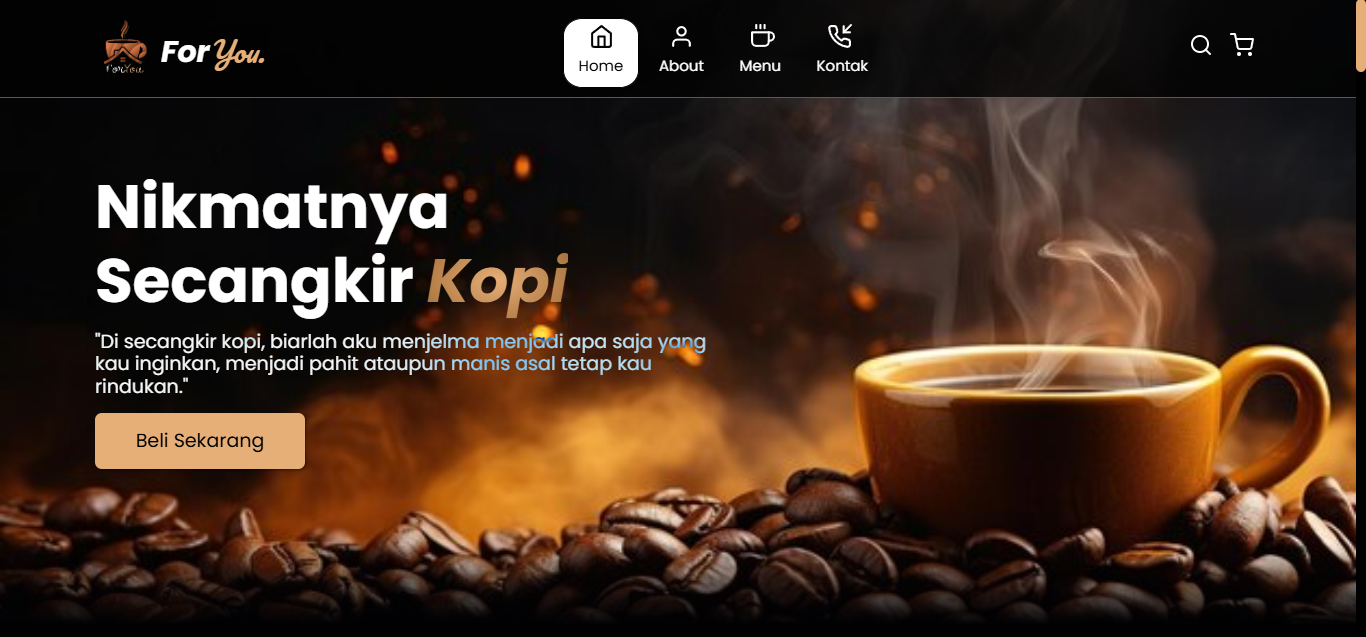 ForYou
For You.
Home
About
Menu
Kontak
Nikmatnya
Secangkir Kopi
"Di secangkir kopi, biarlah aku menjelma menjadi apa saja yang
kau inginkan, menjadi pahit ataupun manis asal tetap kau
rindukan."
Beli Sekarang